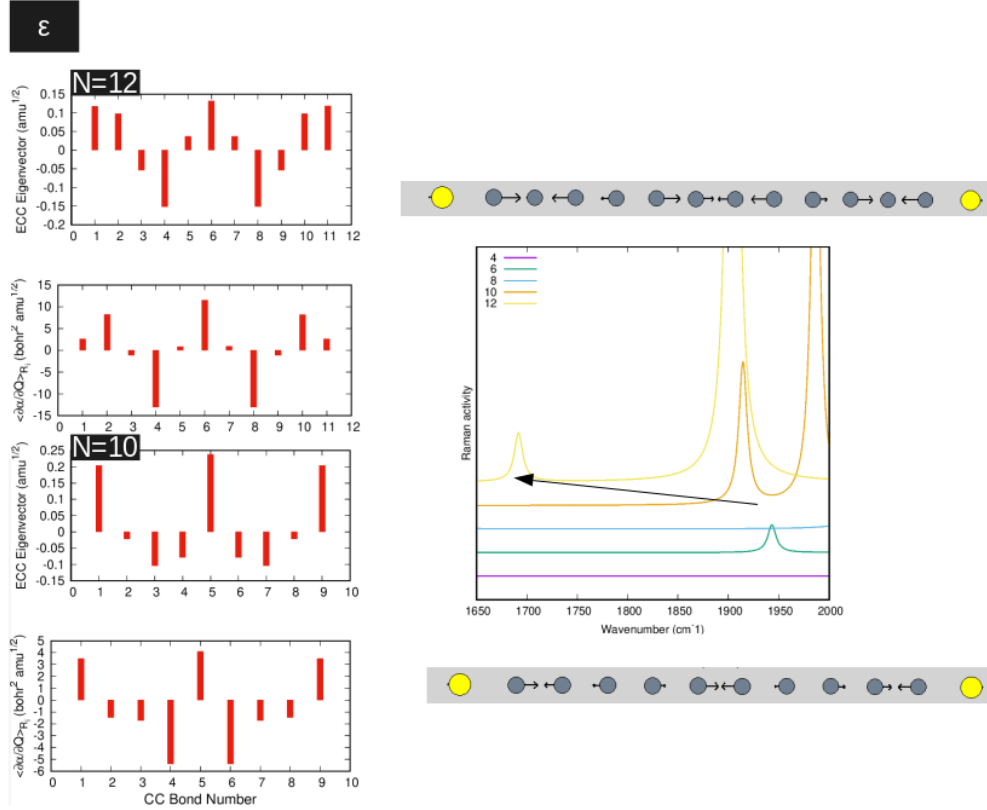 ε
N=12
ECC Eigenvector (amu^1/2)
0.15
0.1
0.05
0
-0.05
-0.1
-0.15
-0.2
0 1 2 3 4 5 6 7 8 9 10 11 12
<∂α/∂Q>R_i (bohr^2 amu^1/2)
15
10
5
0
-5
-10
-15
0 1 2 3 4 5 6 7 8 9 10 11 12
N=10
ECC Eigenvector (amu^1/2)
0.25
0.2
0.15
0.1
0.05
0
-0.05
-0.1
-0.15
0 1 2 3 4 5 6 7 8 9 10
<∂α/∂Q>R_i (bohr^2 amu^1/2)
5
4
3
2
1
0
-1
-2
-3
-4
-5
-6
0 1 2 3 4 5 6 7 8 9 10
CC Bond Number
4
6
8
10
12
Raman activity
1650 1700 1750 1800 1850 1900 1950 2000
Wavenumber (cm^-1)